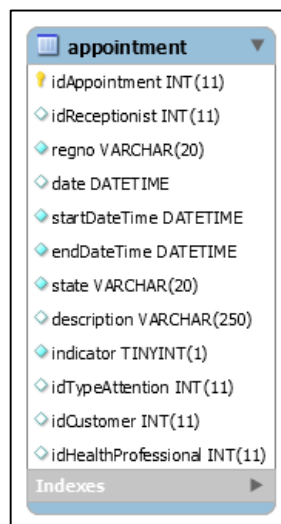 appointment
idAppointment INT(11)
idReceptionist INT(11)
regno VARCHAR(20)
date DATETIME
startDateTime DATETIME
endDateTime DATETIME
state VARCHAR(20)
description VARCHAR(250)
indicator TINYINT(1)
idTypeAttention INT(11)
idCustomer INT(11)
idHealthProfessional INT(11)
Indexes